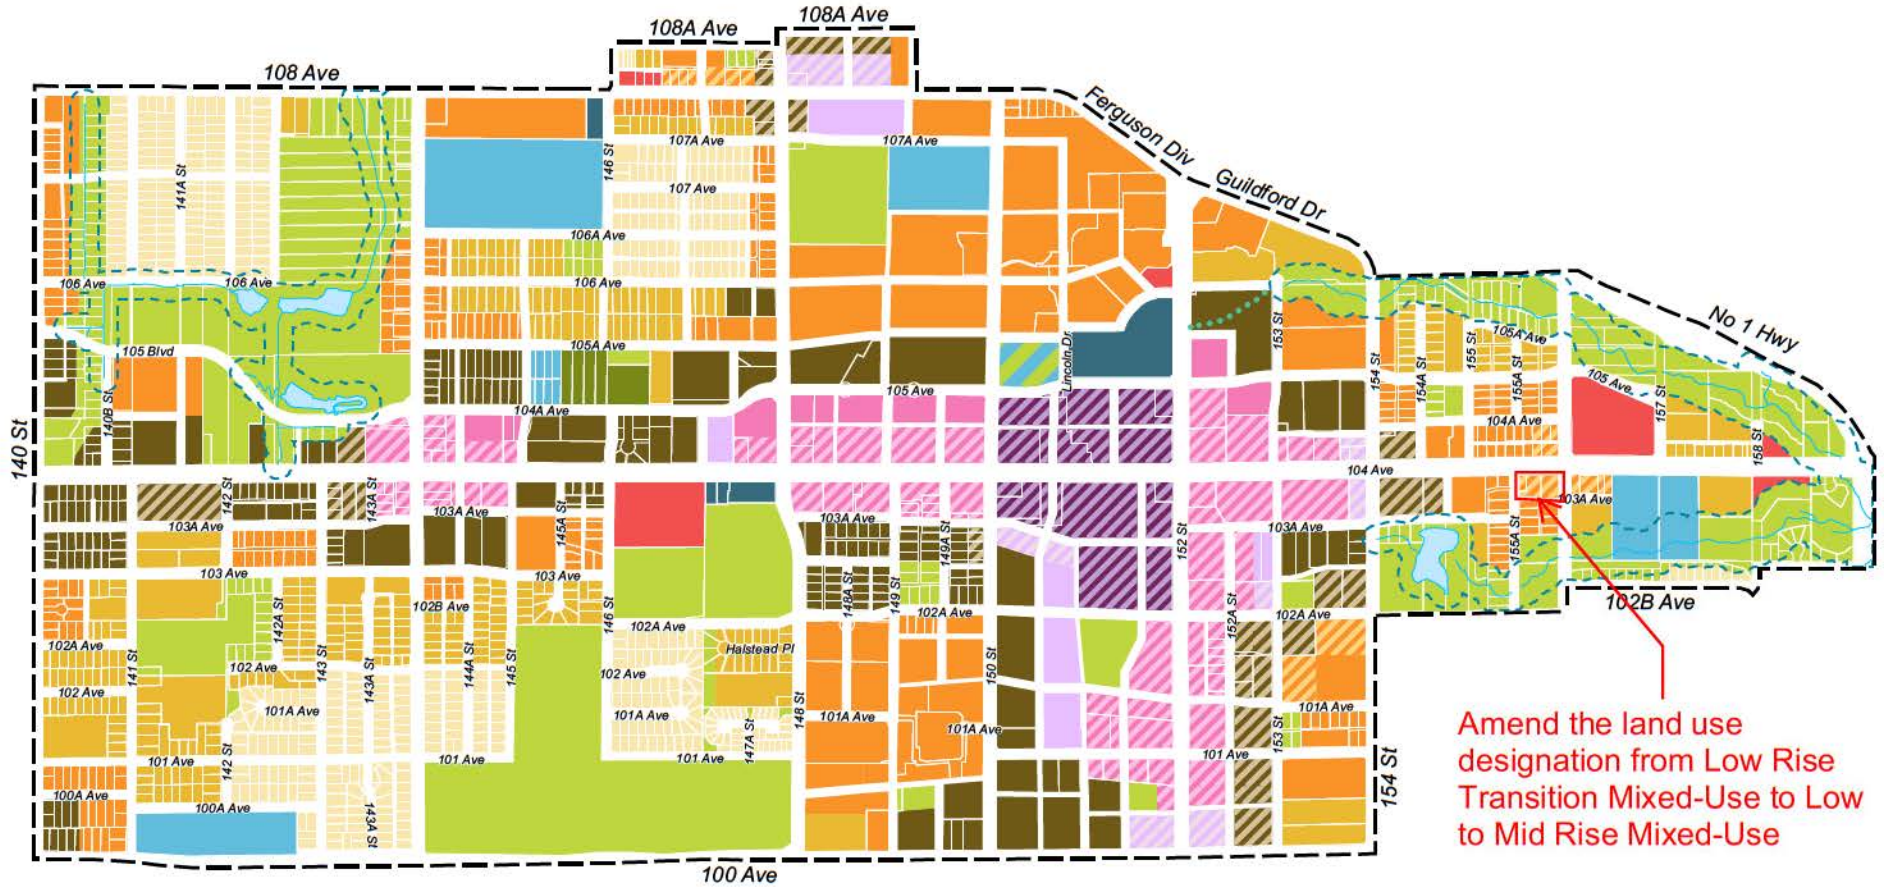 108A Ave
108A Ave
108 Ave
Ferguson Div
Guildford Dr
No 1 Hwy
141A St
146 St
107A Ave
107A Ave
107 Ave
106A Ave
106 Ave
106 Ave
106 Ave
105 Blvd
105A Ave
Lincoln Dr
153 St
154 St
154A St
155 St
105A Ave
155A St
105 Ave
157 St
105 Ave
104A Ave
140B St
104A Ave
158 St
140 St
104 Ave
142 St
143A St
103A Ave
103A Ave
145A St
103A Ave
149A St
152 St
103A Ave
155A St
103A Ave
103 Ave
103 Ave
102B Ave
148A St
149 St
102A Ave
152A St
102A Ave
102B Ave
142A St
146 St
102A Ave
102A Ave
141 St
143 St
143A St
144A St
145 St
Halstead Pl
150 St
102 Ave
102 Ave
102 Ave
101A Ave
101A Ave
147A St
148 St
101A Ave
101A Ave
153 St
101A Ave
142 St
101 Ave
101 Ave
101 Ave
101 Ave
154 St
100A Ave
100A Ave
143A St
100 Ave
Amend the land use
designation from Low Rise
Transition Mixed-Use to Low
to Mid Rise Mixed-Use